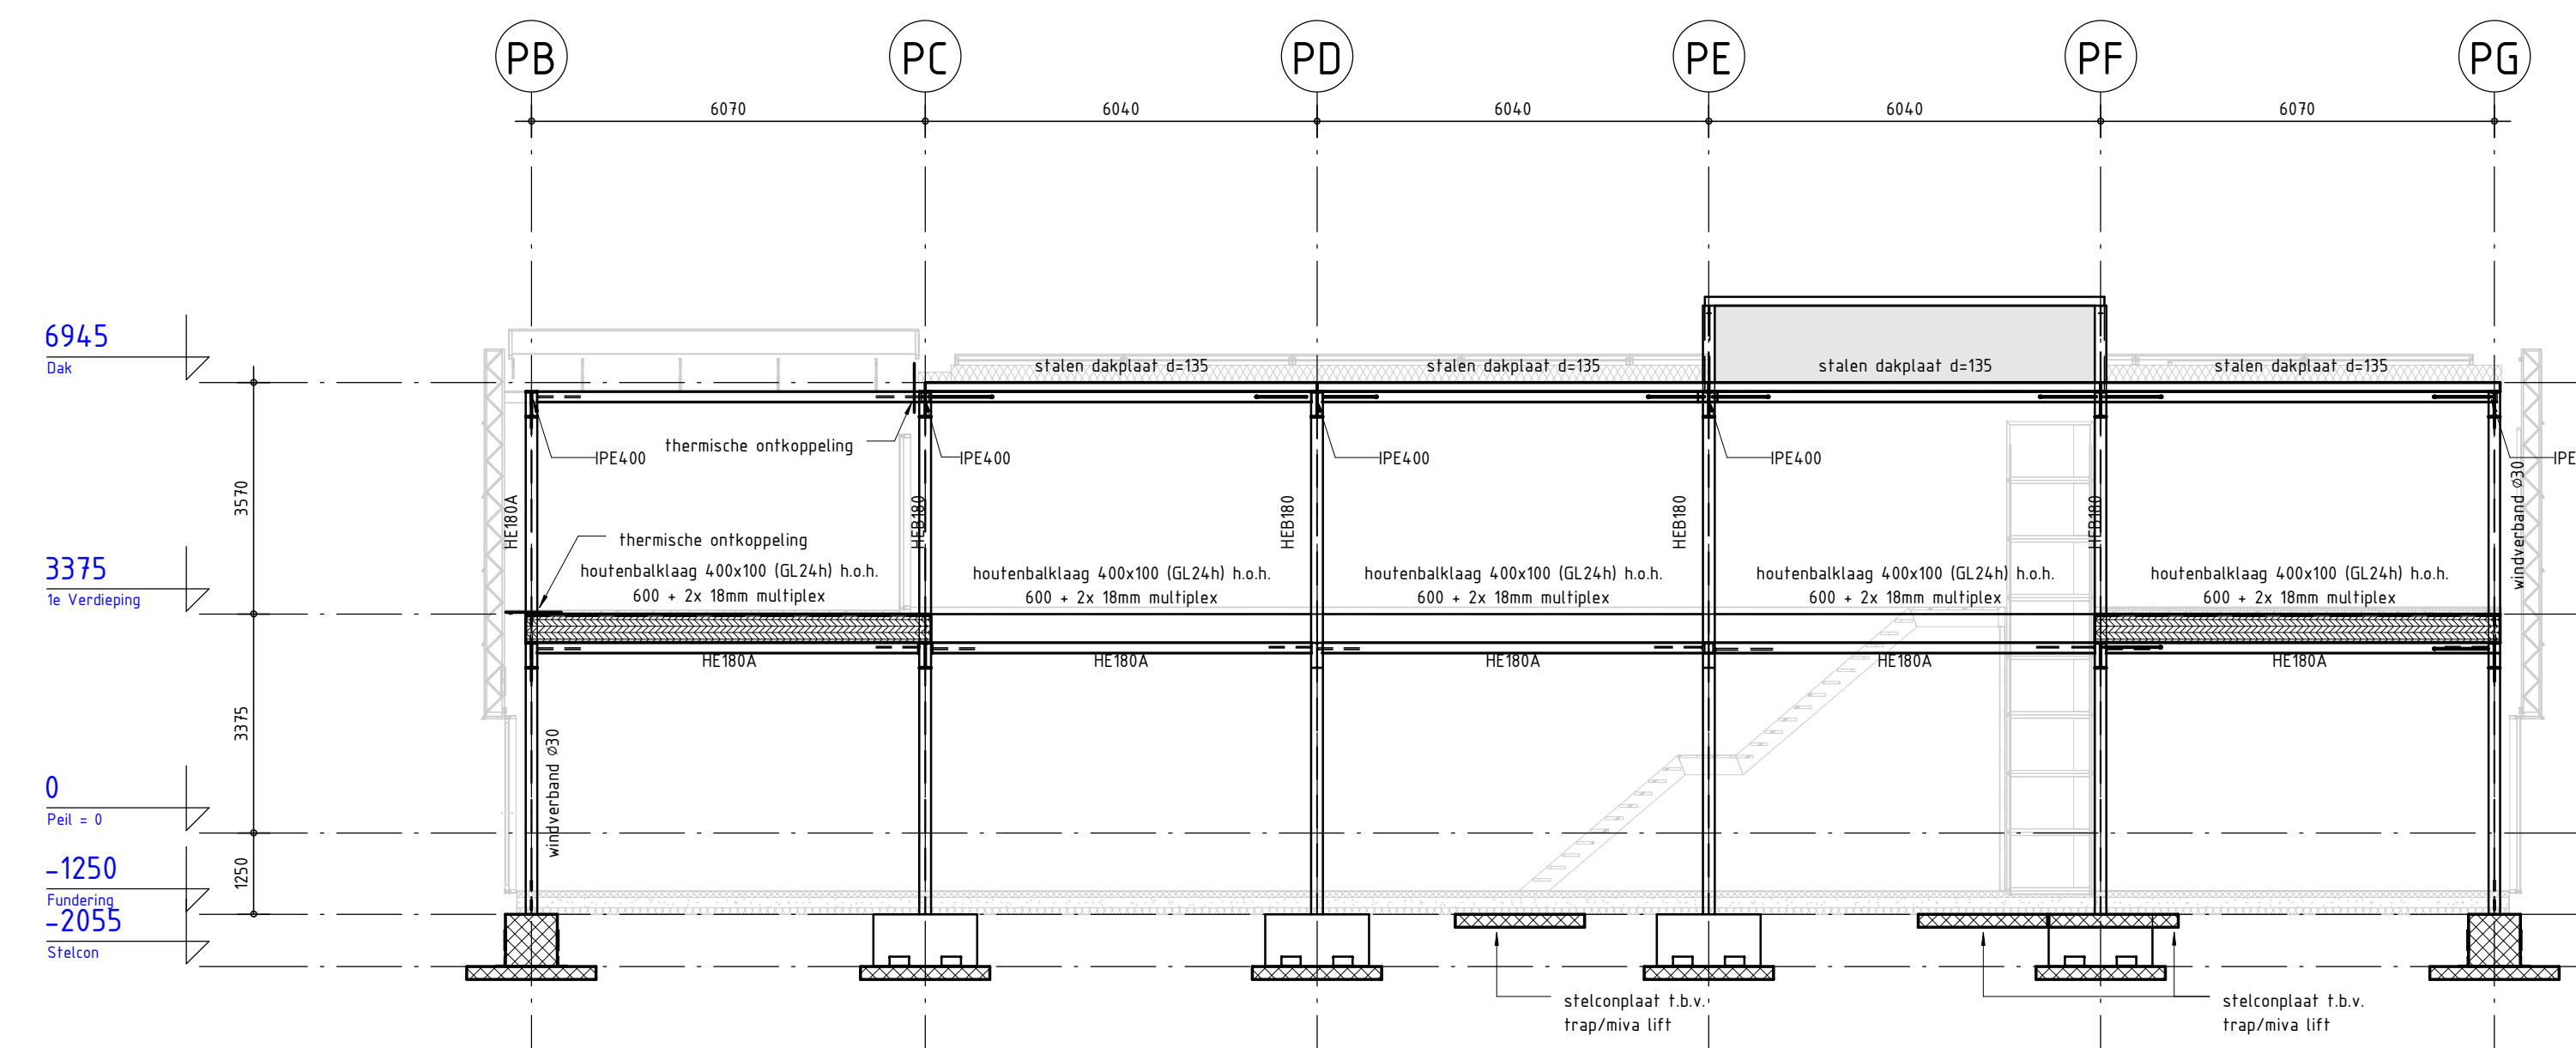 PB PC PD PE PF PG
6070 6040 6040 6040 6070
6945
Dak
stalen dakplaat d=135 stalen dakplaat d=135 stalen dakplaat d=135 stalen dakplaat d=135
thermische ontkoppeling
IPE400 IPE400 IPE400 IPE400 IPE
3570
HE180A HEB180 HEB180 HEB180 HEB180 windverband ⌀30
thermische ontkoppeling
3375
1e Verdieping
houtenbalklaag 400x100 (GL24h) h.o.h.
600 + 2x 18mm multiplex
houtenbalklaag 400x100 (GL24h) h.o.h.
600 + 2x 18mm multiplex
houtenbalklaag 400x100 (GL24h) h.o.h.
600 + 2x 18mm multiplex
houtenbalklaag 400x100 (GL24h) h.o.h.
600 + 2x 18mm multiplex
houtenbalklaag 400x100 (GL24h) h.o.h.
600 + 2x 18mm multiplex
HE180A HE180A HE180A HE180A HE180A
3375
windverband ⌀30
0
Peil = 0
1250
-1250
Fundering
-2055
Stelcon
stelconplaat t.b.v.
trap/miva lift
stelconplaat t.b.v.
trap/miva lift